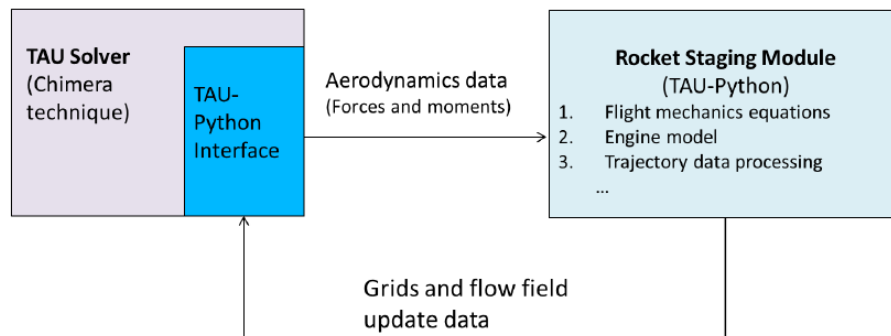 TAU Solver
(Chimera
technique)
TAU-
Python
Interface
Aerodynamics data
(Forces and moments)
Rocket Staging Module
(TAU-Python)
1. Flight mechanics equations
2. Engine model
3. Trajectory data processing
...
Grids and flow field
update data